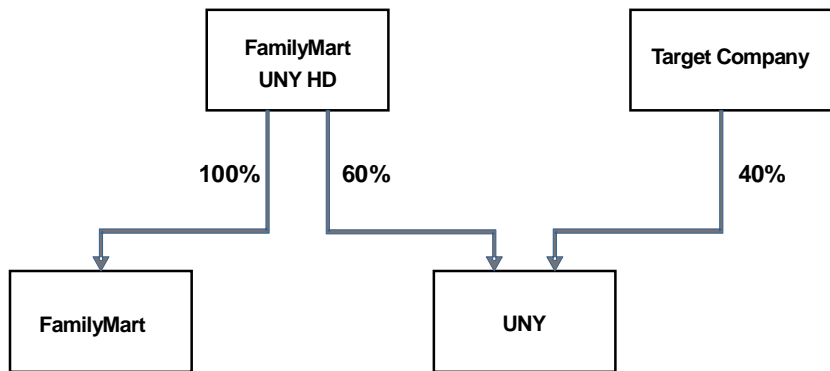 FamilyMart
UNY HD
Target Company
100%
60%
40%
FamilyMart
UNY